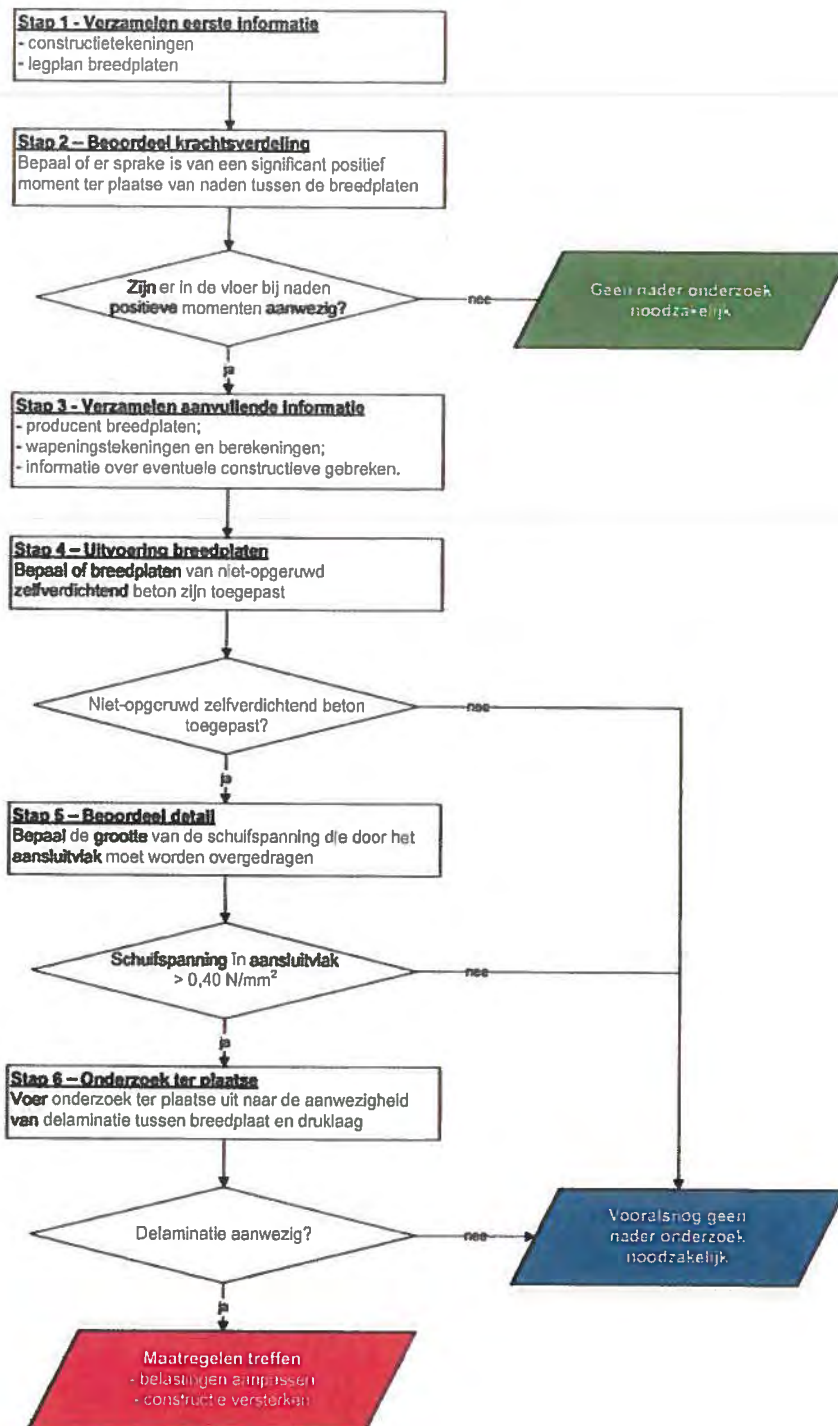 Stap 1 - Verzamelen eerste informatie
- constructietekeningen
- legplan breedplaten
Stap 2 – Beoordeel krachtsverdeling
Bepaal of er sprake is van een significant positief
moment ter plaatse van naden tussen de breedplaten
Zijn er in de vloer bij naden
positieve momenten aanwezig?
nee
Geen nader onderzoek
noodzakelijk
ja
Stap 3 - Verzamelen aanvullende informatie
- producent breedplaten;
- wapeningstekeningen en berekeningen;
- informatie over eventuele constructieve gebreken.
Stap 4 – Uitvoering breedplaten
Bepaal of breedplaten van niet-opgeruwd
zelfverdichtend beton zijn toegepast
Niet-opgeruwd zelfverdichtend beton
toegepast?
nee
ja
Stap 5 – Beoordeel detail
Bepaal de grootte van de schuifspanning die door het
aansluitvlak moet worden overgedragen
Schuifspanning in aansluitvlak
> 0,40 N/mm²
nee
ja
Stap 6 – Onderzoek ter plaatse
Voer onderzoek ter plaatse uit naar de aanwezigheid
van delaminatie tussen breedplaat en druklaag
Delaminatie aanwezig?
nee
Vooralsnog geen
nader onderzoek
noodzakelijk
ja
Maatregelen treffen
- belastingen aanpassen
- constructie versterken